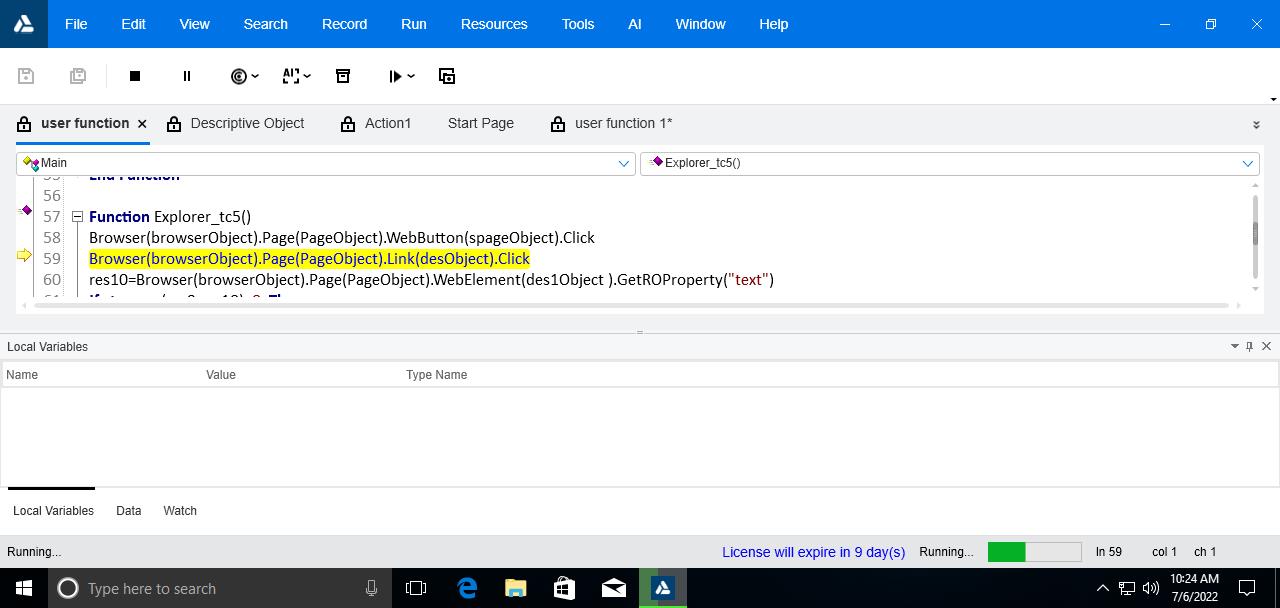 File Edit View Search Record Run Resources Tools AI Window Help
user function Descriptive Object Action1 Start Page user function 1*
Main Explorer_tc5()
55 End Function
56
57 Function Explorer_tc5()
58 Browser(browserObject).Page(PageObject).WebButton(spageObject).Click
59 Browser(browserObject).Page(PageObject).Link(desObject).Click
60 res10=Browser(browserObject).Page(PageObject).WebElement(des1Object ).GetROProperty("text")
Local Variables
Name Value Type Name
Local Variables Data Watch
Running... License will expire in 9 day(s) Running... ln 59 col 1 ch 1
Type here to search
10:24 AM
7/6/2022